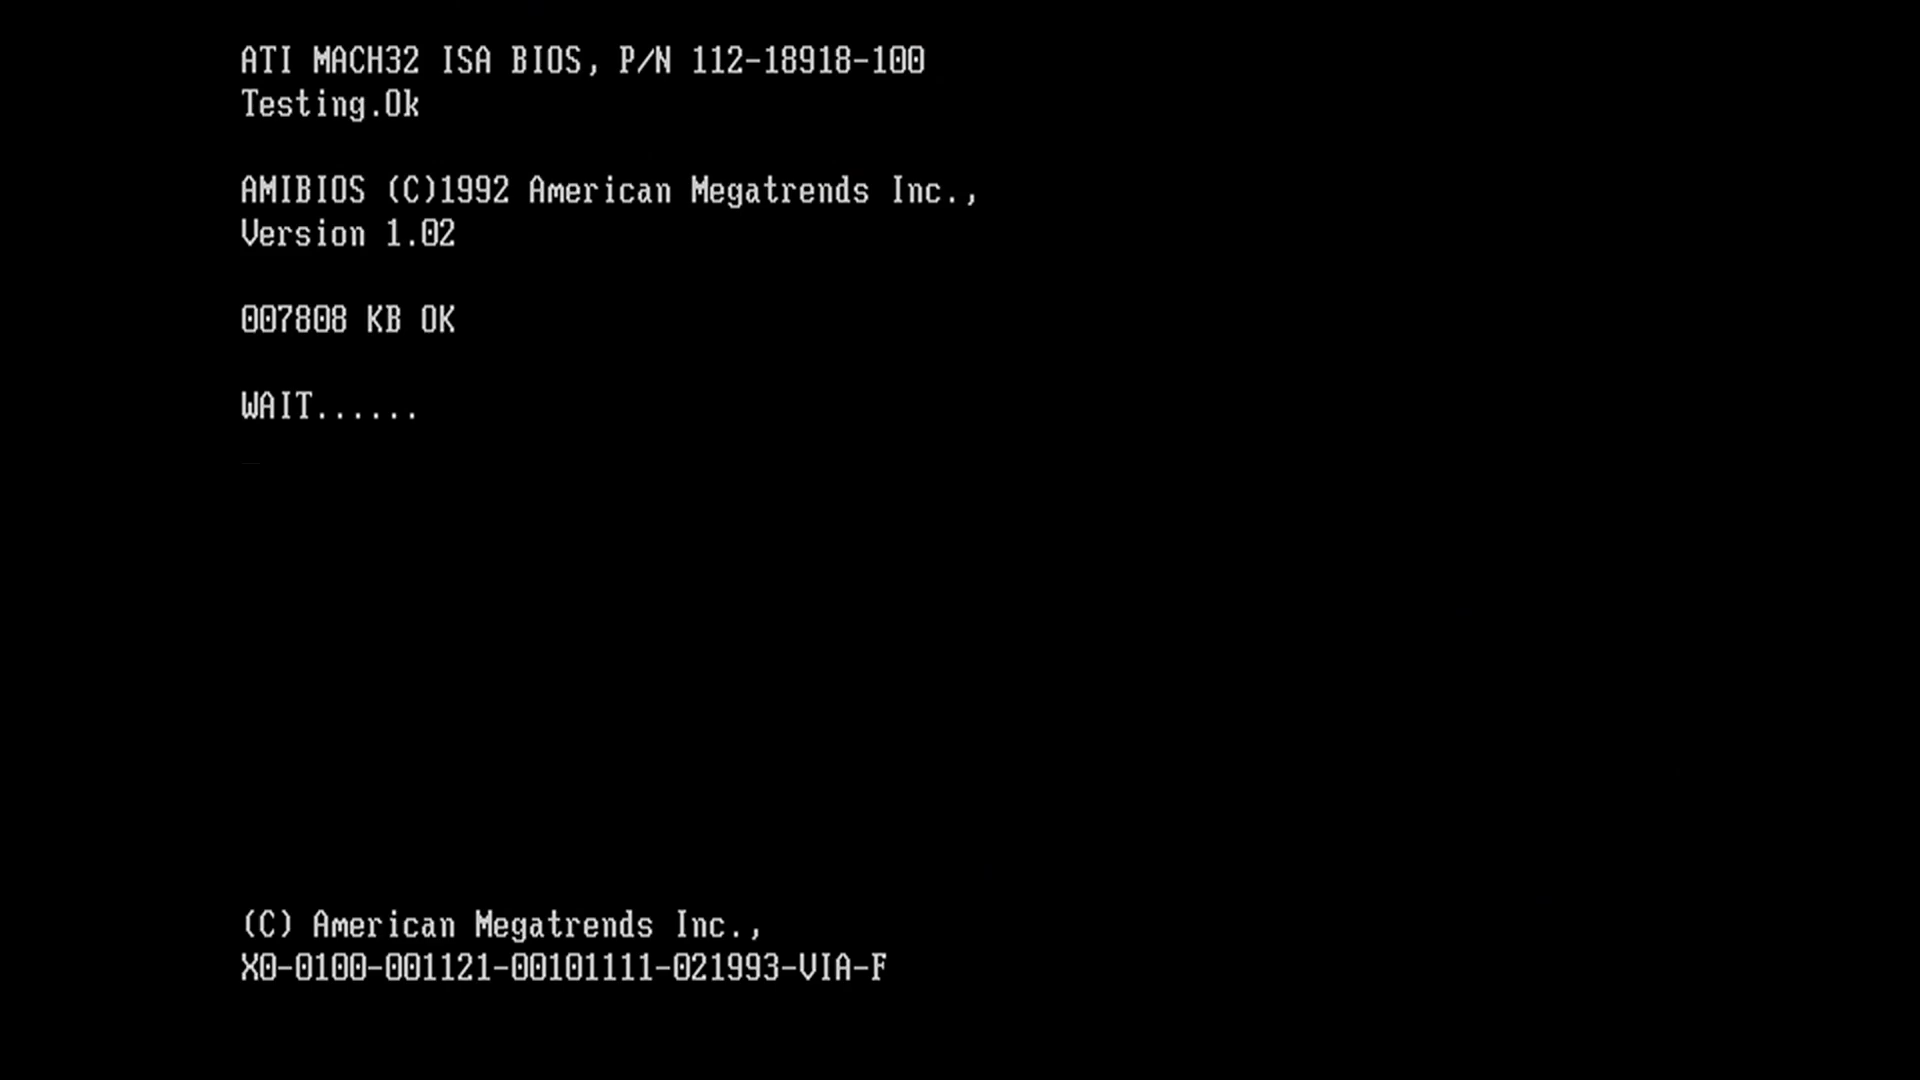 ATI MACH32 ISA BIOS, P/N 112-18918-100
Testing.Ok
AMIBIOS (C)1992 American Megatrends Inc.,
Version 1.02
007808 KB OK
WAIT......
(C) American Megatrends Inc.,
X0-0100-001121-00101111-021993-VIA-F